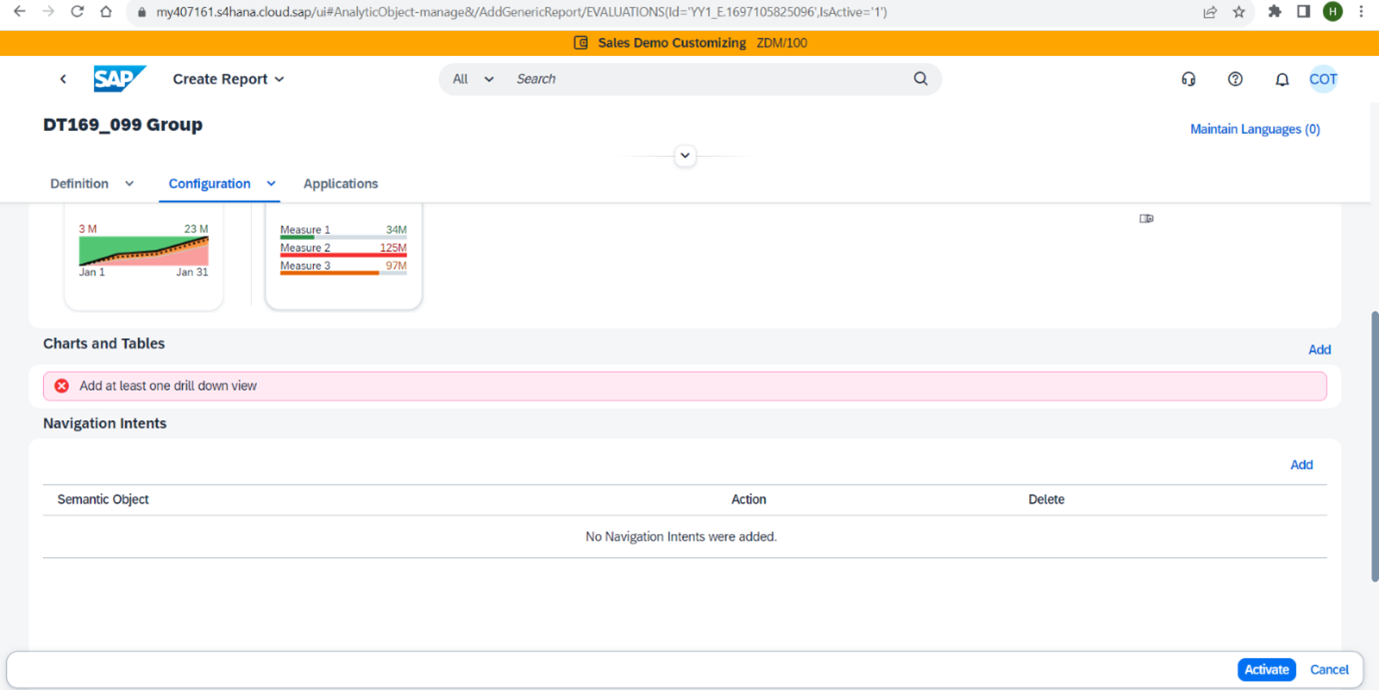 my407161.s4hana.cloud.sap/ui#AnalyticObject-manage&/AddGenericReport/EVALUATIONS(Id='YY1_E.1697105825096',IsActive='1')
H
Sales Demo Customizing ZDM/100
SAP Create Report All Search COT
DT169_099 Group
Maintain Languages (0)
Definition Configuration Applications
3 M 23 M
Jan 1 Jan 31
Measure 1 34M
Measure 2 125M
Measure 3 97M
Charts and Tables
Add
Add at least one drill down view
Navigation Intents
Add
Semantic Object Action Delete
No Navigation Intents were added.
Activate Cancel